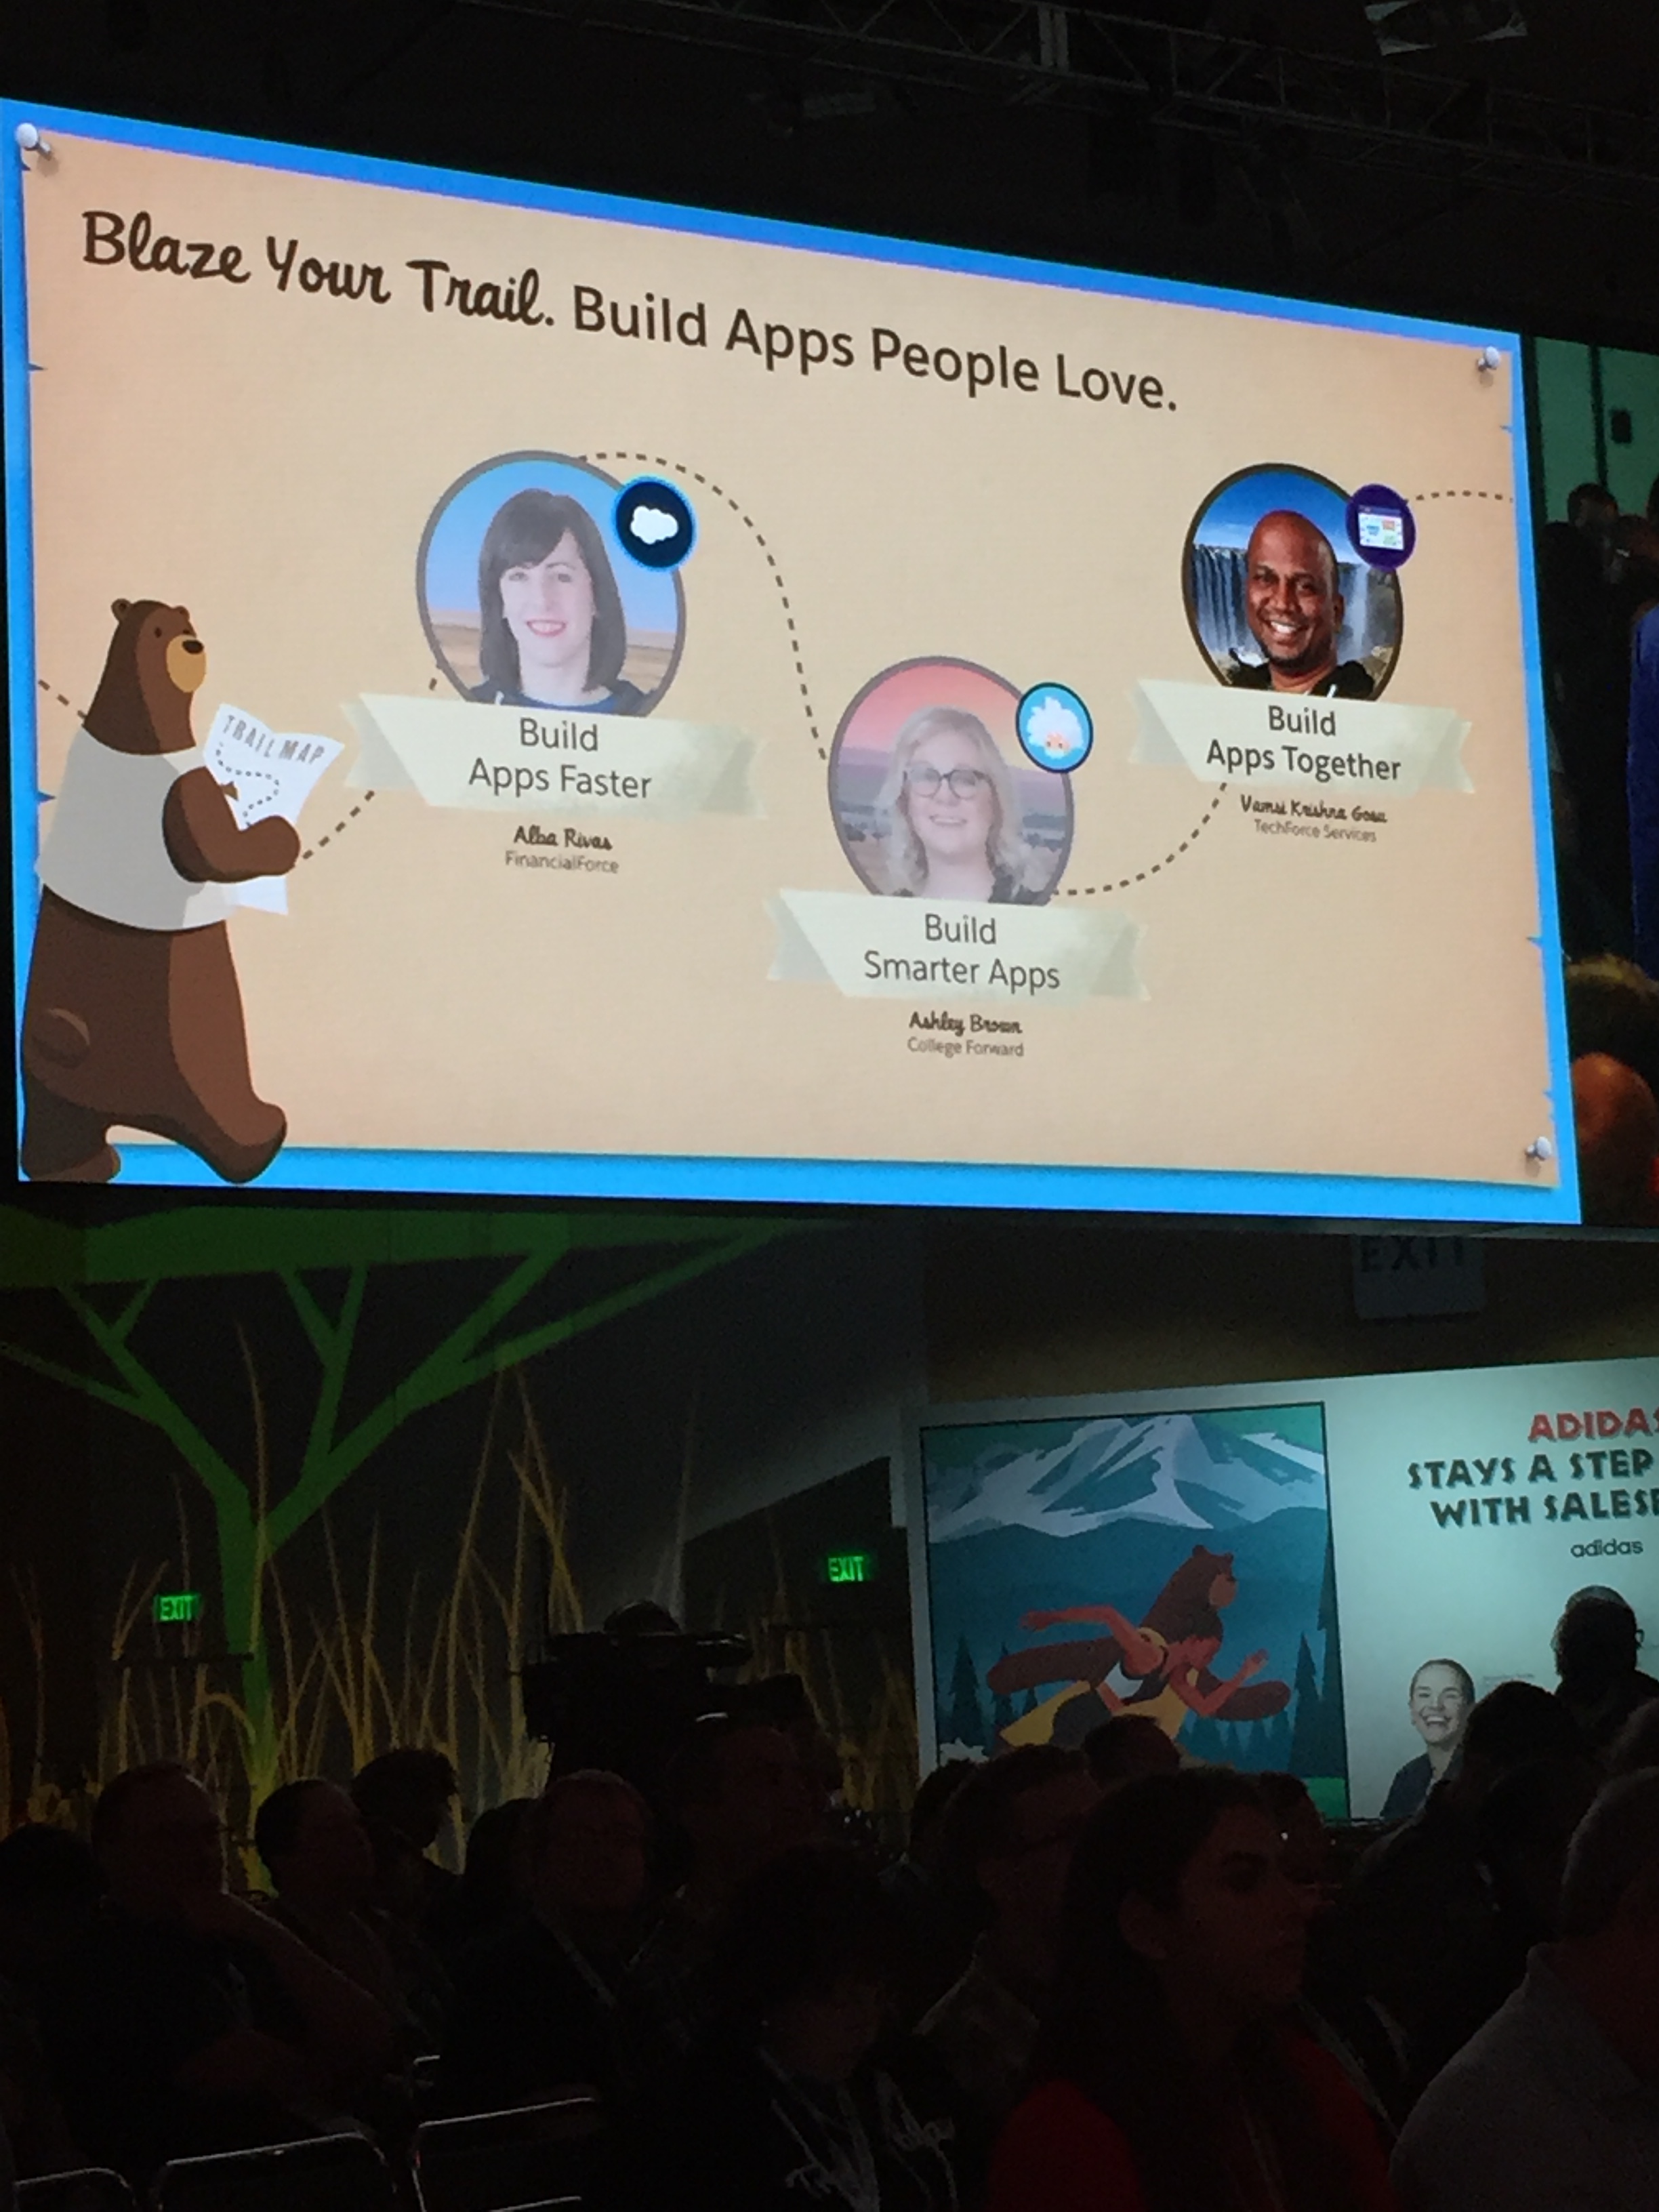 Blaze Your Trail. Build Apps People Love.
TRAIL MAP
Build
Apps Faster
Alba Rivas
FinancialForce
Build
Smarter Apps
Ashley Brown
College Forward
Build
Apps Together
Vamsi Krishna Gosu
TechForce Services
EXIT
ADIDAS
STAYS A STEP
WITH SALESF
adidas
EXIT
EXIT